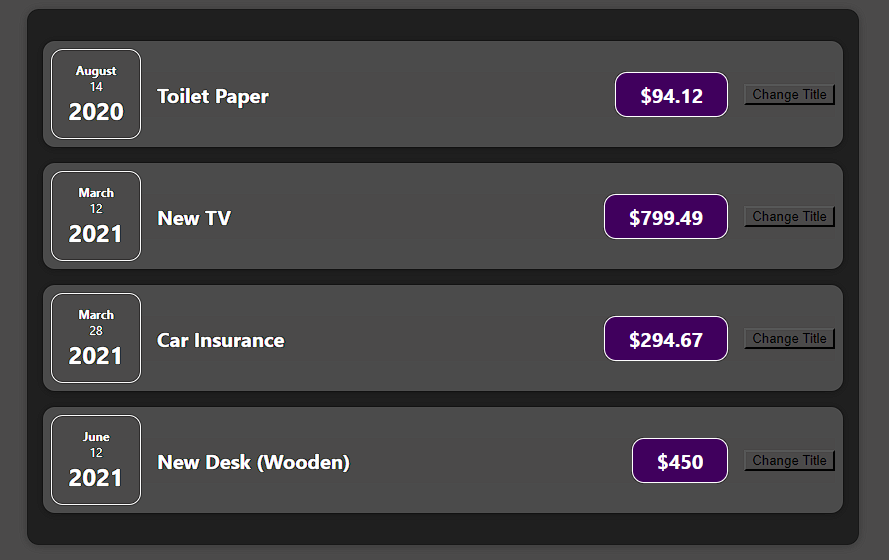 August
14
2020
Toilet Paper
$94.12
Change Title
March
12
2021
New TV
$799.49
Change Title
March
28
2021
Car Insurance
$294.67
Change Title
June
12
2021
New Desk (Wooden)
$450
Change Title